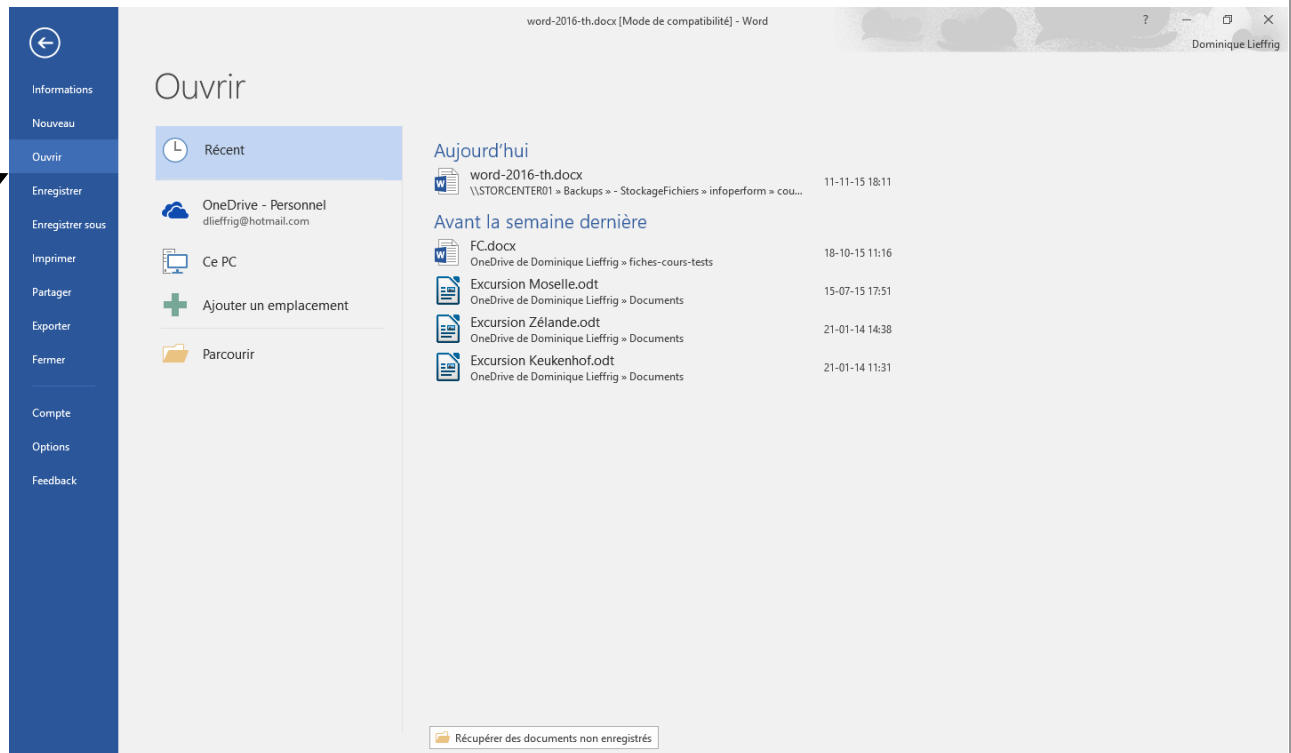 word-2016-th.docx [Mode de compatibilité] - Word
?
Dominique Lieffrig
Informations
Nouveau
Ouvrir
Enregistrer
Enregistrer sous
Imprimer
Partager
Exporter
Fermer
Compte
Options
Feedback
Ouvrir
Récent
OneDrive - Personnel
dlieffrig@hotmail.com
Ce PC
Ajouter un emplacement
Parcourir
Aujourd'hui
word-2016-th.docx 11-11-15 18:11
\\STORCENTER01 » Backups » - StockageFichiers » infoperform » cou...
Avant la semaine dernière
FC.docx 18-10-15 11:16
OneDrive de Dominique Lieffrig » fiches-cours-tests
Excursion Moselle.odt 15-07-15 17:51
OneDrive de Dominique Lieffrig » Documents
Excursion Zélande.odt 21-01-14 14:38
OneDrive de Dominique Lieffrig » Documents
Excursion Keukenhof.odt 21-01-14 11:31
OneDrive de Dominique Lieffrig » Documents
Récupérer des documents non enregistrés